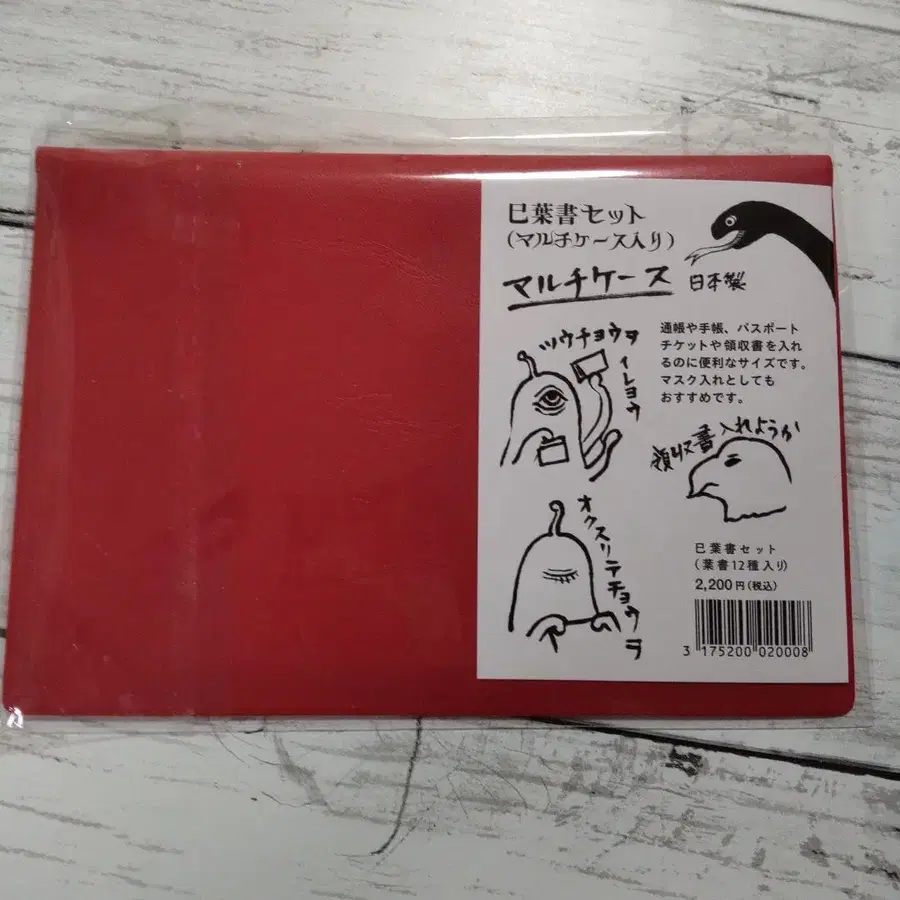 巳葉書セット
(マルチケース入り)
マルチケース 日本製
ツウチョウヲ
イレヨウ
通帳や手帳、パスポート
チケットや領収書を入れ
るのに便利なサイズです。
マスク入れとしても
おすすめです。
領収書入れようか
オクスリテチョウヲ
巳葉書セット
(葉書12種入り)
2,200円(税込)
3 175200 020008